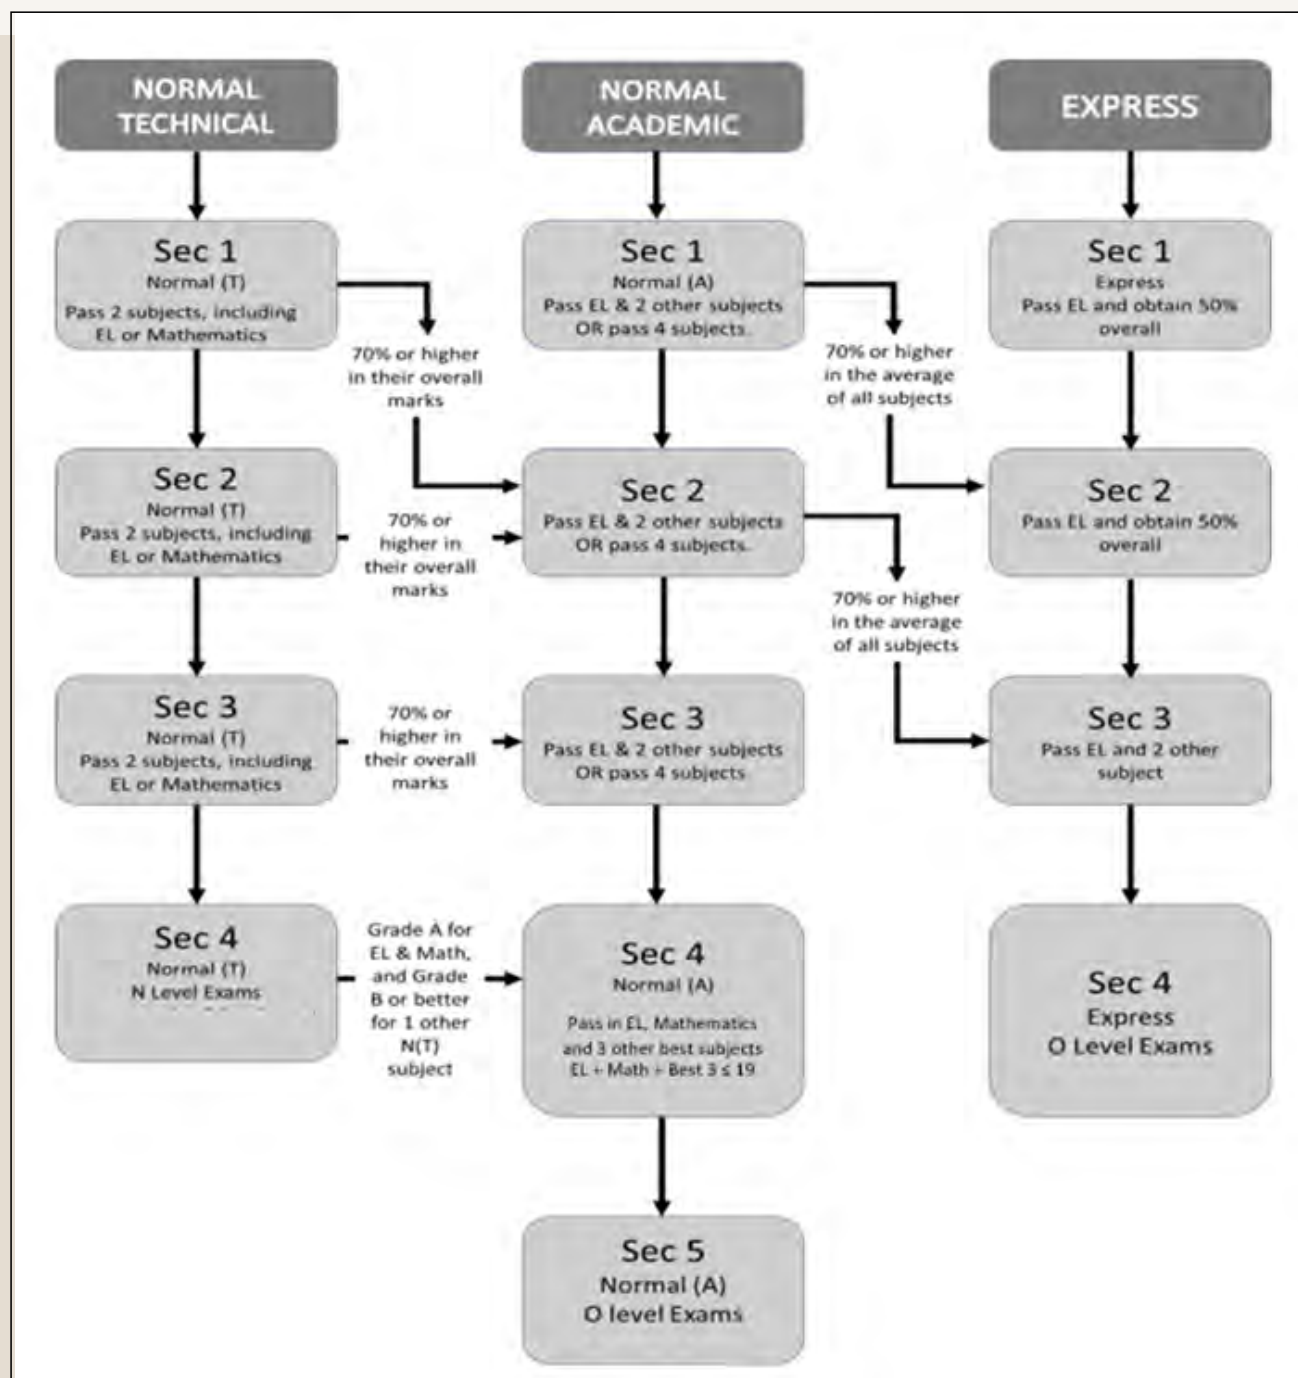 NORMAL
TECHNICAL
NORMAL
ACADEMIC
EXPRESS
Sec 1
Normal (T)
Pass 2 subjects, including
EL or Mathematics
70% or higher
in their overall
marks
Sec 1
Normal (A)
Pass EL & 2 other subjects
OR pass 4 subjects.
70% or higher
in the average
of all subjects
Sec 1
Express
Pass EL and obtain 50%
overall
Sec 2
Normal (T)
Pass 2 subjects, including
EL or Mathematics
70% or
higher in
their overall
marks
Sec 2
Pass EL & 2 other subjects
OR pass 4 subjects.
70% or higher
in the average
of all subjects
Sec 2
Pass EL and obtain 50%
overall
Sec 3
Normal (T)
Pass 2 subjects, including
EL or Mathematics
70% or
higher in
their overall
marks
Sec 3
Pass EL & 2 other subjects
OR pass 4 subjects
Sec 3
Pass EL and 2 other
subject
Sec 4
Normal (T)
N Level Exams
Grade A for
EL & Math,
and Grade
B or better
for 1 other
N(T)
subject
Sec 4
Normal (A)
Pass in EL, Mathematics
and 3 other best subjects
EL + Math + Best 3 ≤ 19
Sec 4
Express
O Level Exams
Sec 5
Normal (A)
O level Exams